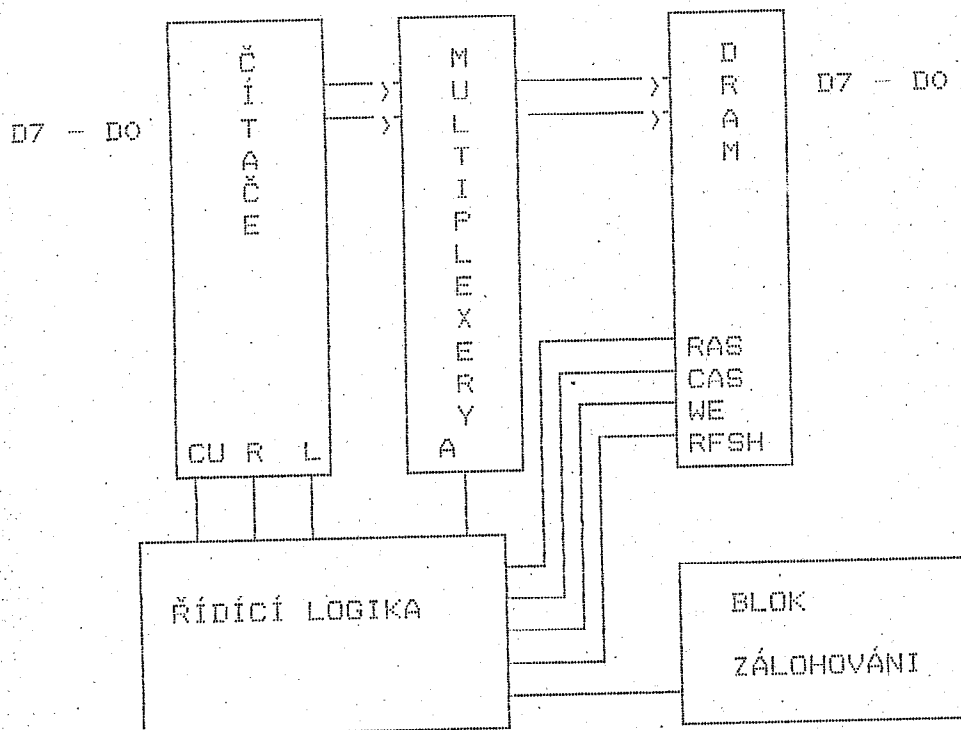 D7 - D0
ČÍTAČE
CU R L
MULTIPLEXERY
A
DRAM
RAS
CAS
WE
RFSH
D7 - D0
ŘÍDÍCÍ LOGIKA
BLOK
ZÁLOHOVÁNI